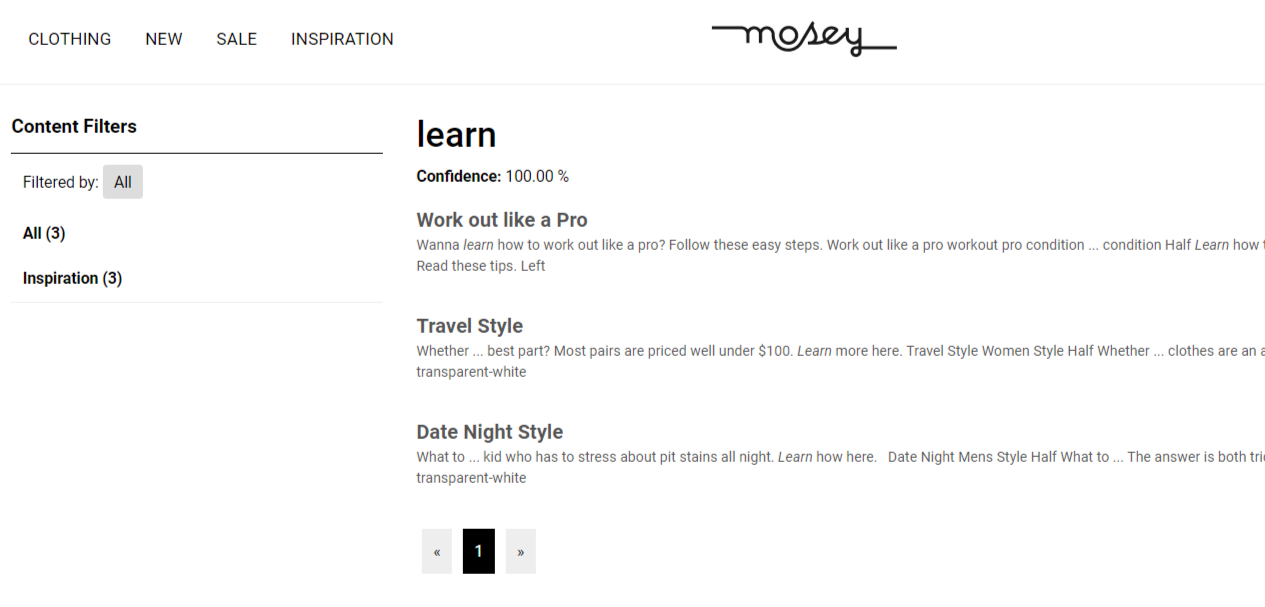 CLOTHING NEW SALE INSPIRATION
mosey
Content Filters
Filtered by: All
All (3)
Inspiration (3)
learn
Confidence: 100.00 %
Work out like a Pro
Wanna learn how to work out like a pro? Follow these easy steps. Work out like a pro workout pro condition ... condition Half Learn how
Read these tips. Left
Travel Style
Whether ... best part? Most pairs are priced well under $100. Learn more here. Travel Style Women Style Half Whether ... clothes are an
transparent-white
Date Night Style
What to ... kid who has to stress about pit stains all night. Learn how here. Date Night Mens Style Half What to ... The answer is both
transparent-white
« 1 »